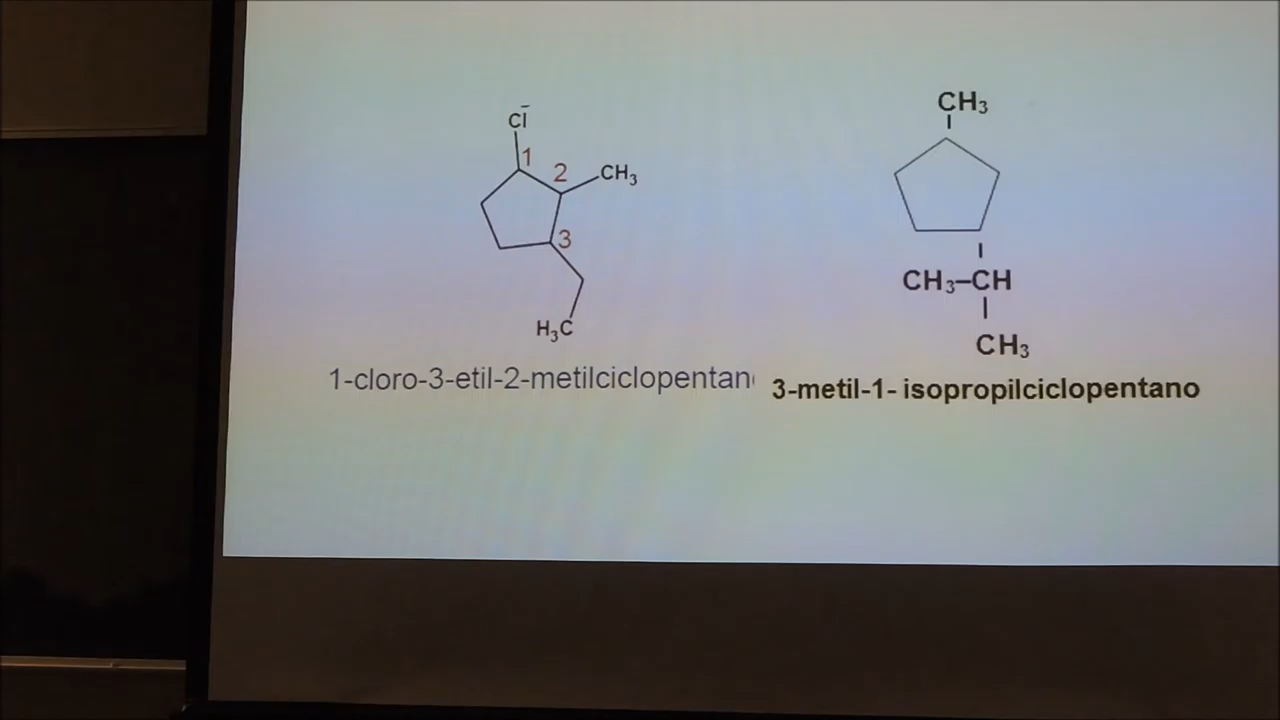 Cl̄
1
2
CH₃
3
H₃C
1-cloro-3-etil-2-metilciclopentan
CH₃
CH₃–CH
CH₃
3-metil-1- isopropilciclopentano